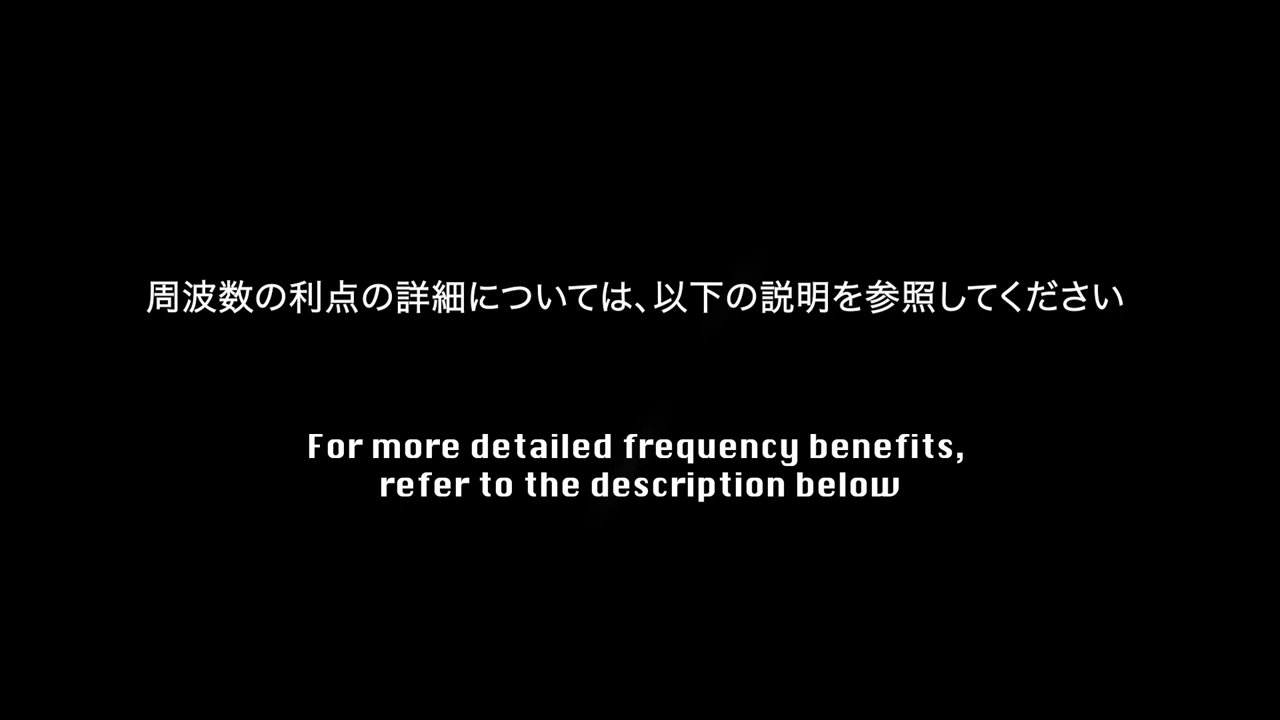 周波数の利点の詳細については、以下の説明を参照してください
For more detailed frequency benefits,
refer to the description below